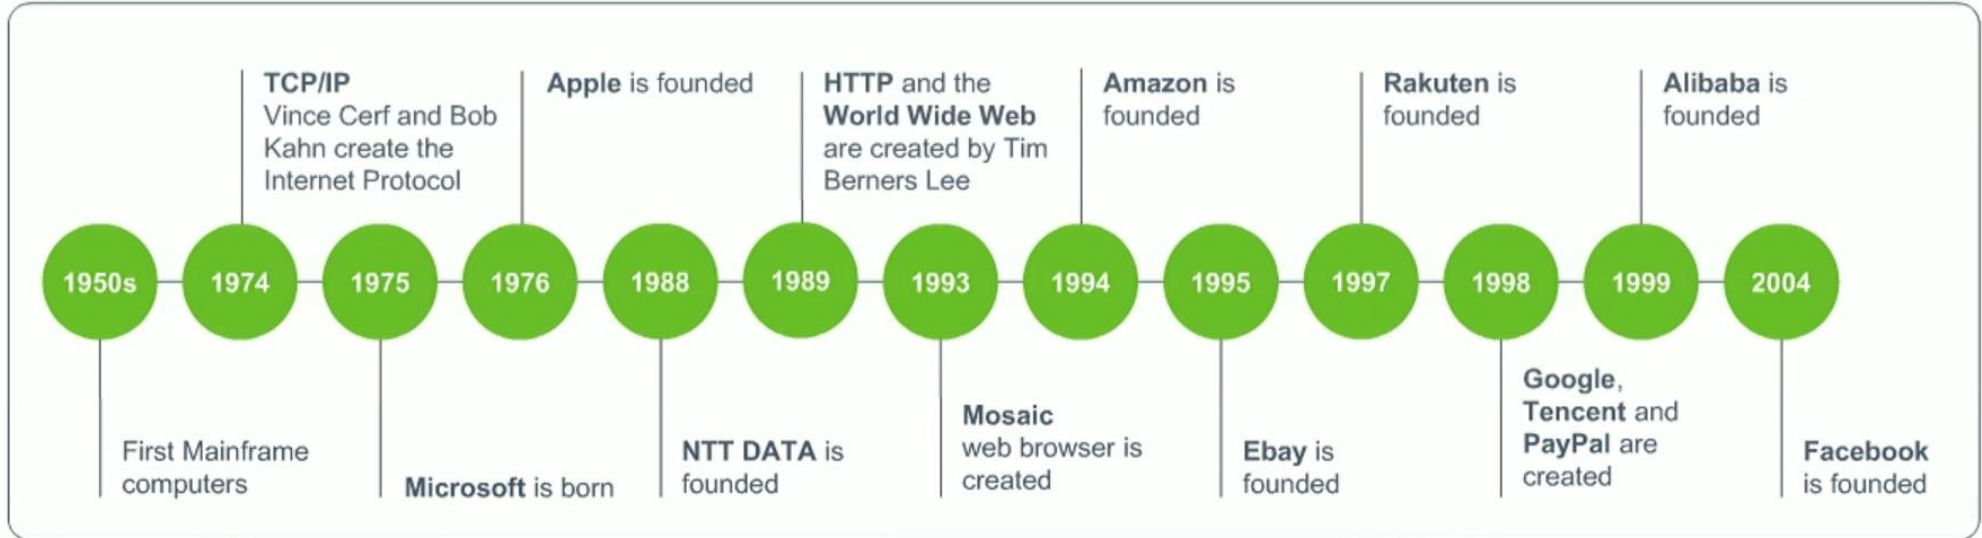 TCP/IP
Vince Cerf and Bob
Kahn create the
Internet Protocol
Apple is founded
HTTP and the
World Wide Web
are created by Tim
Berners Lee
Amazon is
founded
Rakuten is
founded
Alibaba is
founded
1950s
1974
1975
1976
1988
1989
1993
1994
1995
1997
1998
1999
2004
First Mainframe
computers
Microsoft is born
NTT DATA is
founded
Mosaic
web browser is
created
Ebay is
founded
Google,
Tencent and
PayPal are
created
Facebook
is founded